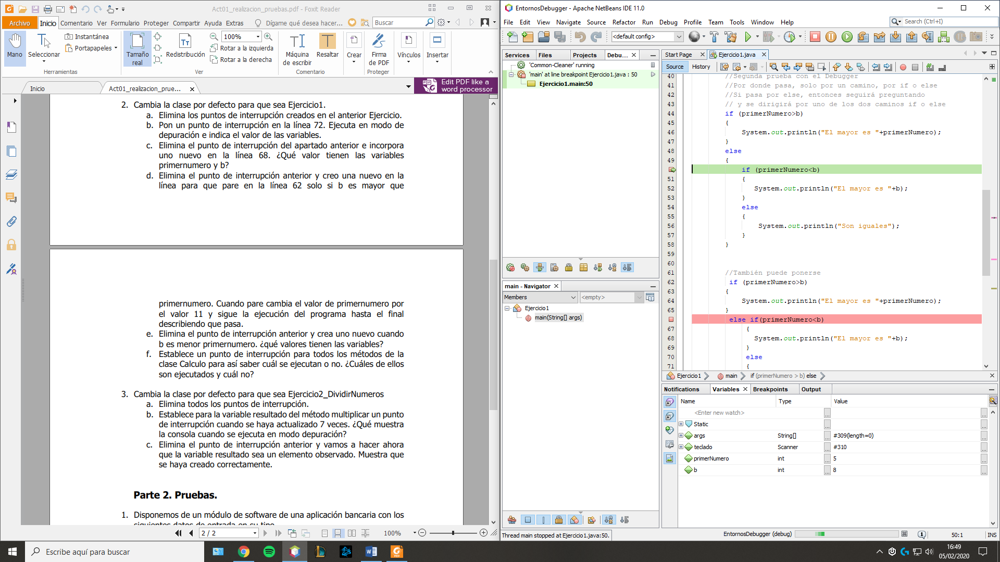 Act01_realizacion_pruebas.pdf - Foxit Reader
Archivo Inicio Comentario Ver Formulario Proteger Compartir Ayuda Extras Dígame qué desea hacer... Buscar
Mano
Seleccionar
Instantánea
Portapapeles
Tamaño real
100%
Redistribución
Rotar a la izquierda
Rotar a la derecha
Máquina de escribir
Resaltar
Crear
Firma de PDF
Vínculos
Insertar
Herramientas Ver Comentario Proteger
Inicio
Act01_realizacion_prue...
Edit PDF like a
word processor
2. Cambia la clase por defecto para que sea Ejercicio1.
a. Elimina los puntos de interrupción creados en el anterior Ejercicio.
b. Pon un punto de interrupción en la línea 72. Ejecuta en modo de
depuración e indica el valor de las variables.
c. Elimina el punto de interrupción del apartado anterior e incorpora
uno nuevo en la línea 68. ¿Qué valor tienen las variables
primernumina y b?
d. Elimina el punto de interrupción anterior y creo una nuevo en la
línea para que pare en la línea 62 solo si b es mayor que
primernumero. Cuando pare cambia el valor de primernumero por
el valor 11 y sigue la ejecución del programa hasta el final
describiendo que pasa.
e. Elimina el punto de interrupción anterior y crea uno nuevo cuando
b es menor primernumero. ¿qué valores tienen las variables?
f. Establece un punto de interrupción para todos los métodos de la
clase Calculo para así saber cuál se ejecutan o no. ¿Cuáles de ellos
son ejecutados y cuál no?
3. Cambia la clase por defecto para que sea Ejercicio2_DividirNumeros
a. Elimina todos los puntos de interrupción.
b. Establece para la variable resultado del método multiplicar un punto
de interrupción cuando se haya actualizado 7 veces. ¿Qué muestra
la consola cuando se ejecuta en modo depuración?
c. Elimina el punto de interrupción anterior y vamos a hacer ahora
que la variable resultado sea un elemento observado. Muestra que
se haya creado correctamente.
Parte 2. Pruebas.
1. Disponemos de un módulo de software de una aplicación bancaria con los
siguientes datos de entrada en su tipo
2 / 2
100%
EntornosDebugger - Apache NetBeans IDE 11.0
File Edit View Navigate Source Refactor Run Debug Profile Team Tools Window Help
Search (Ctrl+I)
<default config>
Services Files Projects Debu...
'Common-Cleaner' running
'main' at line breakpoint Ejercicio1.java : 50
Ejercicio1.main:50
main - Navigator
Members
<empty>
Ejercicio1
main(String[] args)
Start Page
Ejercicio1.java
Source History
40 //Segunda prueba con el Debugger
41 //Por donde pasa, solo por un camino, por if o else
42 //Si pasa por else, entonces seguirá preguntando
43 // y se dirigirá por uno de los dos caminos if o else
44 if (primerNumero>b)
45 {
46 System.out.println("El mayor es "+primerNumero);
47 }
48 else
49 {
if (primerNumero<b)
51 {
52 System.out.println("El mayor es "+b);
53 }
54 else
55 {
56 System.out.println("Son iguales");
57 }
58 }
59
60
61 //También puede ponerse
62 if (primerNumero>b)
63 {
64 System.out.println("El mayor es "+primerNumero);
65 }
else if(primerNumero<b)
67 {
68 System.out.println("El mayor es "+b);
69 }
70 else
71 {
Ejercicio1 main if (primerNumero > b) else
Notifications Variables Breakpoints Output
Name Type Value
<Enter new watch>
Static
args String[] #309(length=0)
teclado Scanner #310
primerNumero int 5
b int 8
Thread main stopped at Ejercicio1.java:50.
EntornosDebugger (debug)
1
50:1
INS
Escribe aquí para buscar
16:49
05/02/2020